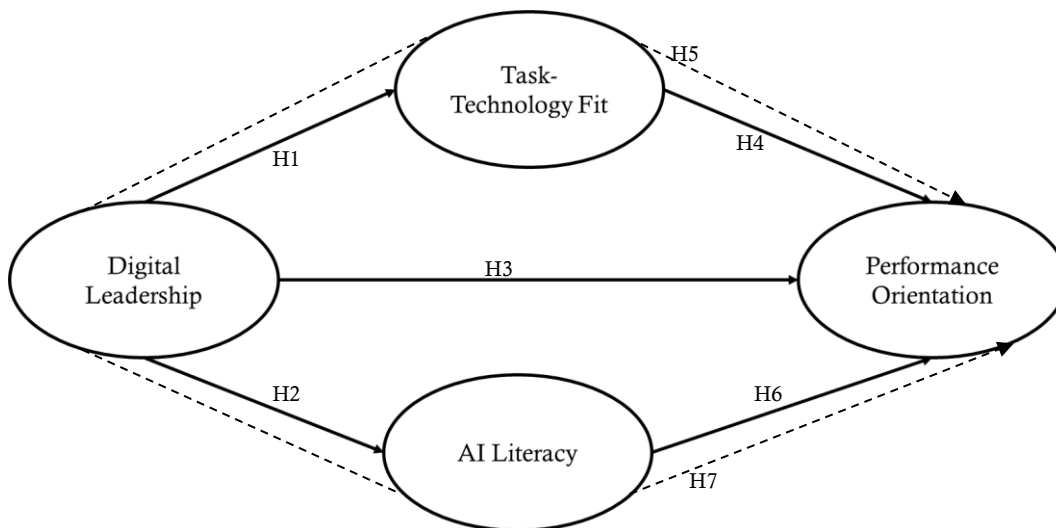 Task-
Technology Fit
H5
H1
H4
Digital
Leadership
H3
Performance
Orientation
H2
H6
AI Literacy
H7